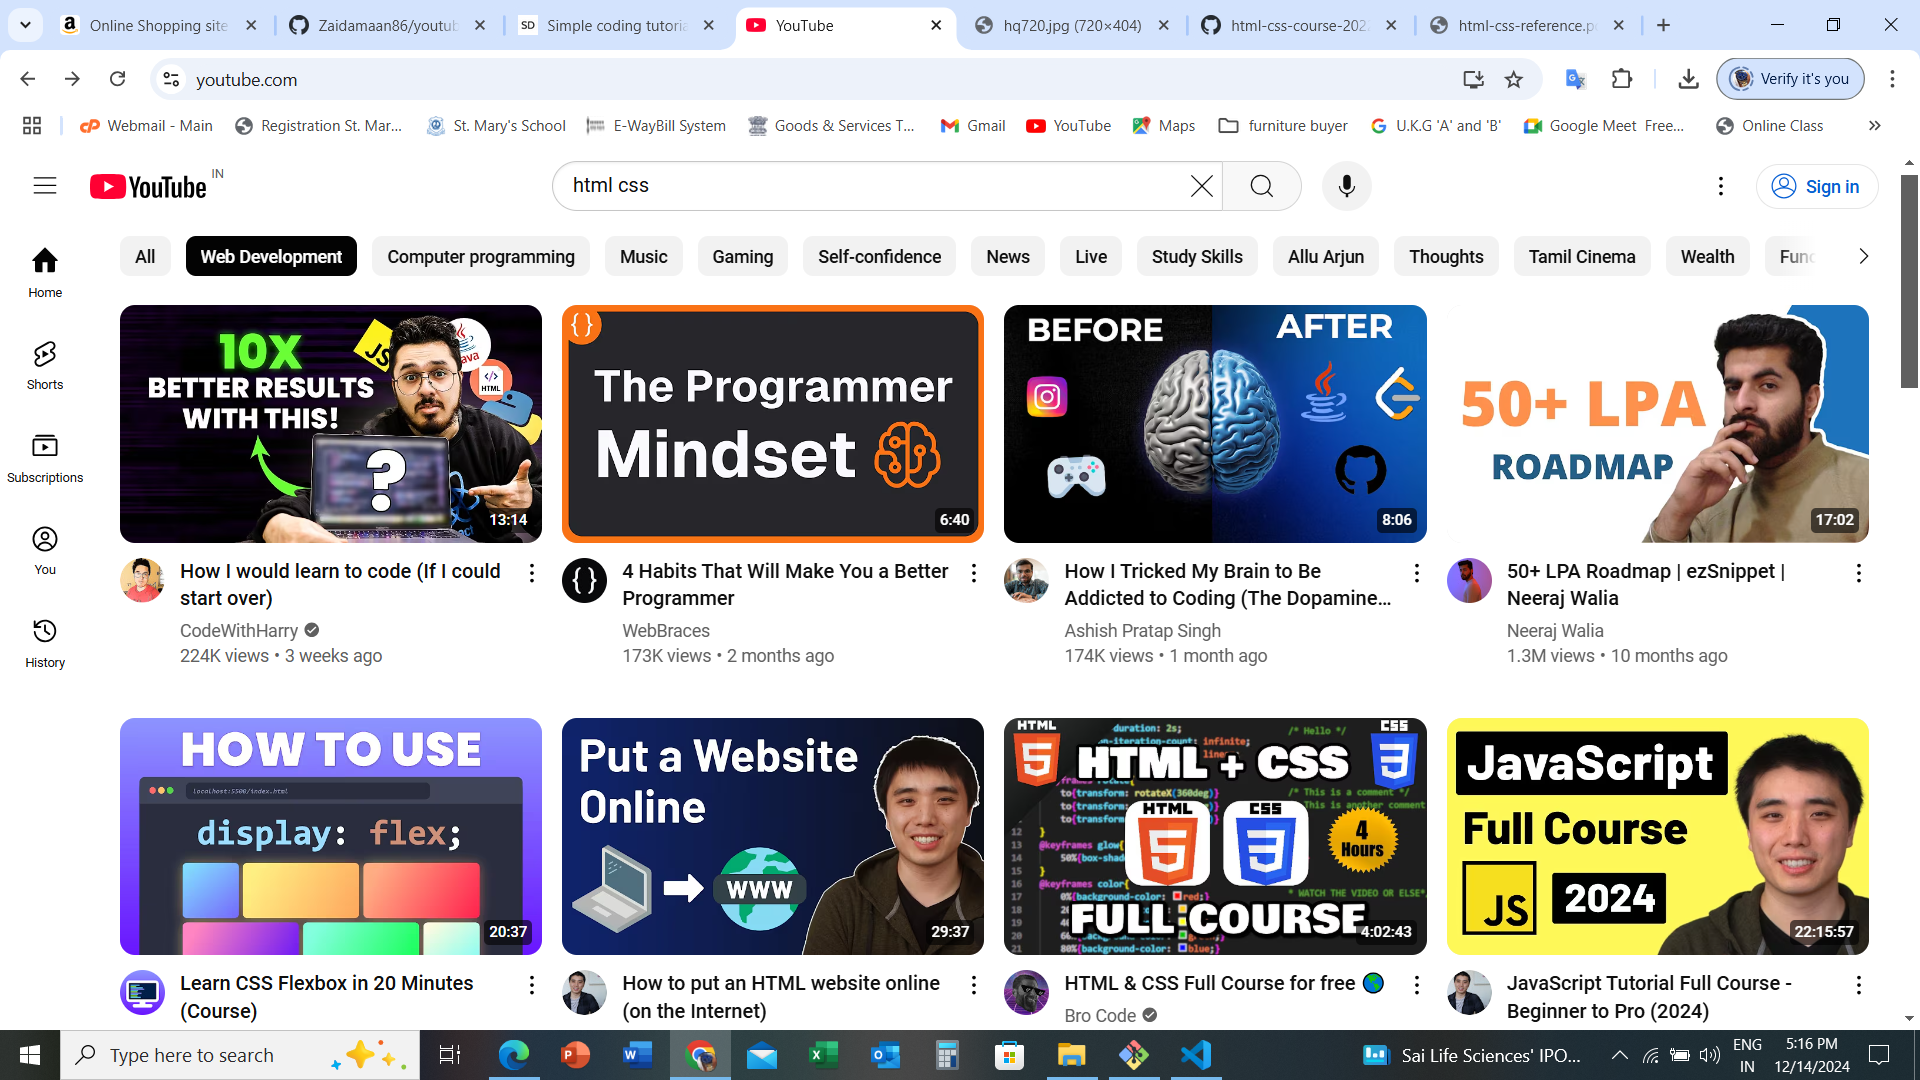 Online Shopping site
Zaidamaan86/youtub
Simple coding tutoria
YouTube
hq720.jpg (720×404)
html-css-course-202
html-css-reference.p
youtube.com
Verify it's you
Webmail - Main
Registration St. Mar...
St. Mary's School
E-WayBill System
Goods & Services T...
Gmail
YouTube
Maps
furniture buyer
U.K.G 'A' and 'B'
Google Meet Free...
Online Class
YouTube IN
html css
Sign in
All
Web Development
Computer programming
Music
Gaming
Self-confidence
News
Live
Study Skills
Allu Arjun
Thoughts
Tamil Cinema
Wealth
Home
Shorts
Subscriptions
You
History
10X
BETTER RESULTS
WITH THIS!
JS
HTML
?
13:14
The Programmer
Mindset
6:40
BEFORE
AFTER
8:06
50+ LPA
ROADMAP
17:02
How I would learn to code (If I could
start over)
CodeWithHarry
224K views • 3 weeks ago
4 Habits That Will Make You a Better
Programmer
WebBraces
173K views • 2 months ago
How I Tricked My Brain to Be
Addicted to Coding (The Dopamine...
Ashish Pratap Singh
174K views • 1 month ago
50+ LPA Roadmap | ezSnippet |
Neeraj Walia
Neeraj Walia
1.3M views • 10 months ago
HOW TO USE
localhost:5500/index.html
display: flex;
20:37
Put a Website
Online
WWW
29:37
HTML
CSS
HTML + CSS
HTML
CSS
4
Hours
FULL COURSE
4:02:43
JavaScript
Full Course
JS
2024
22:15:57
Learn CSS Flexbox in 20 Minutes
(Course)
How to put an HTML website online
(on the Internet)
HTML & CSS Full Course for free
Bro Code
JavaScript Tutorial Full Course -
Beginner to Pro (2024)
Type here to search
Sai Life Sciences' IPO...
ENG
IN
5:16 PM
12/14/2024